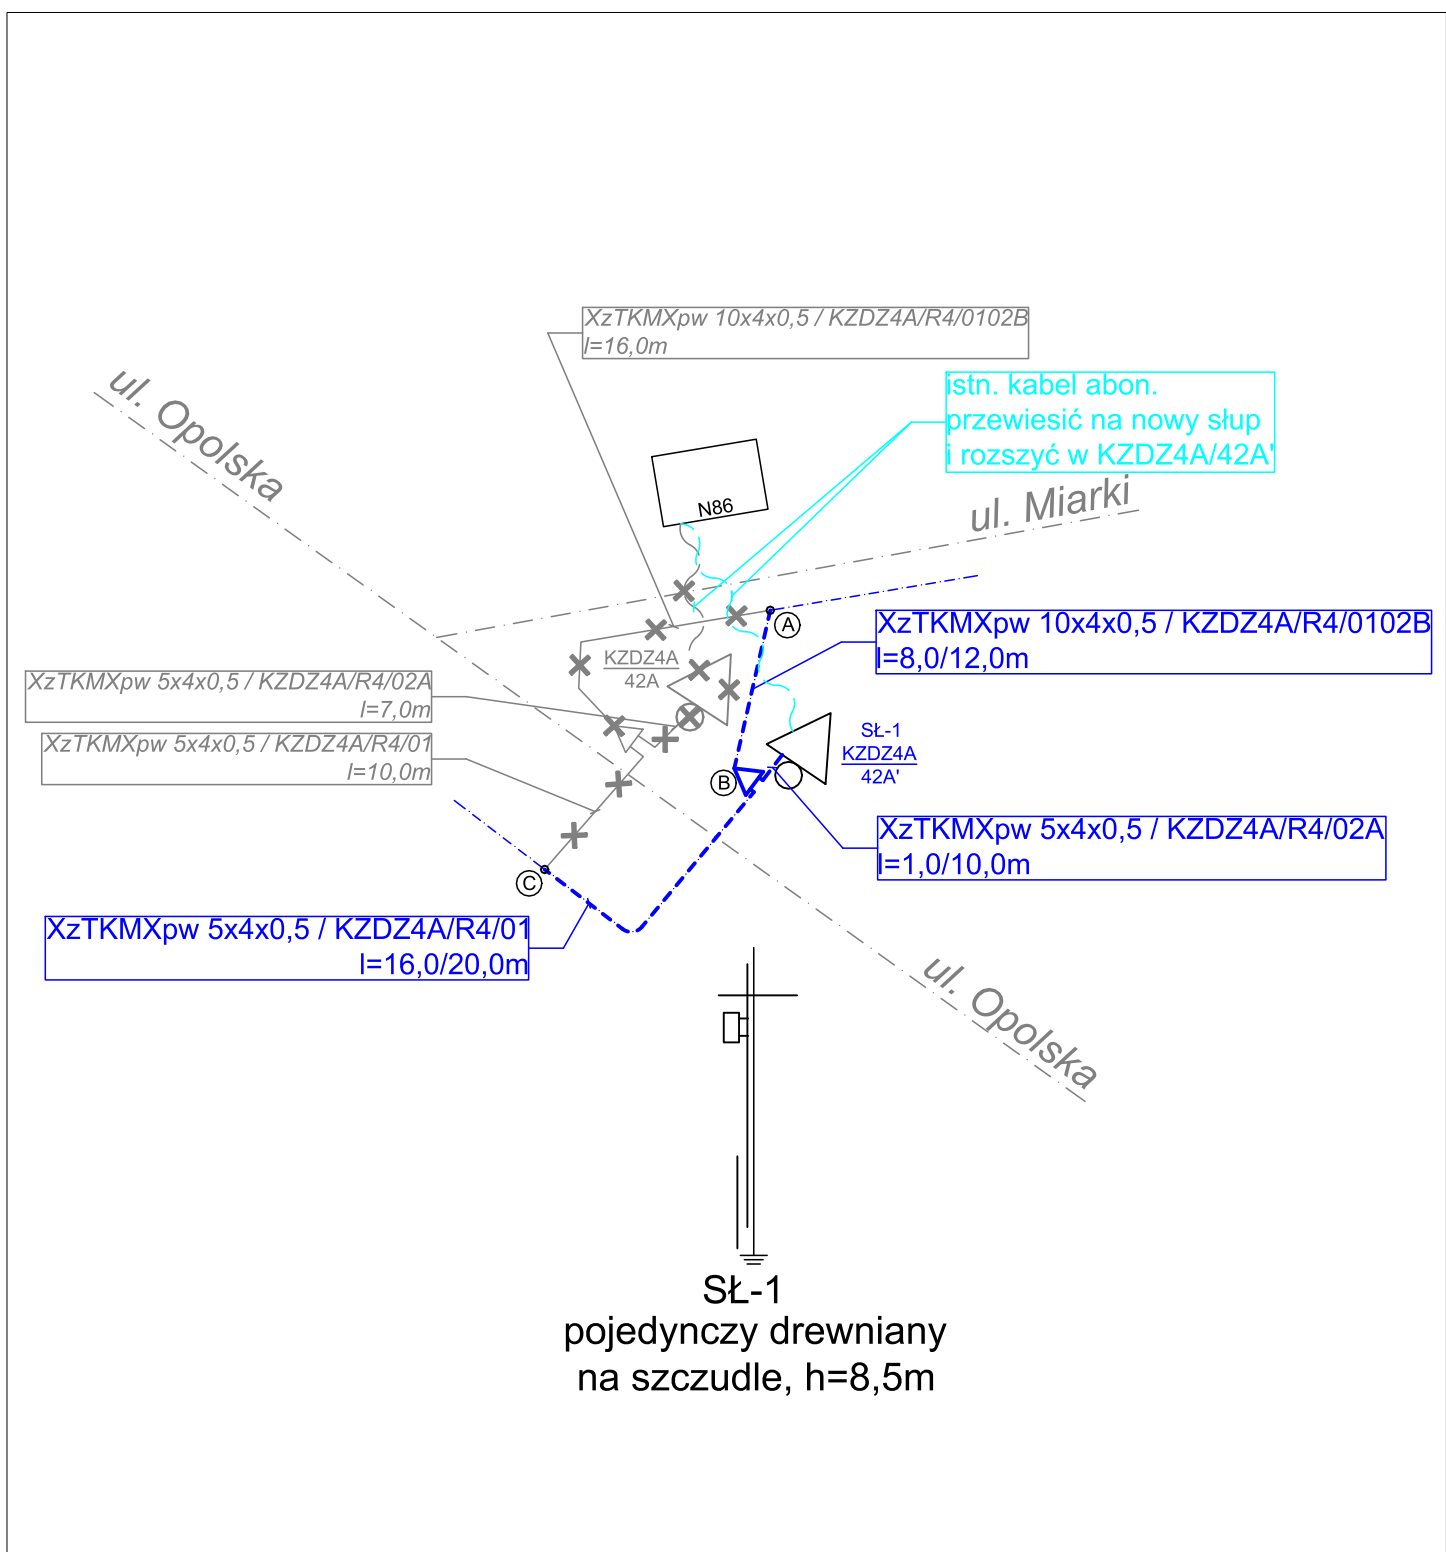 XzTKMXpw 10x4x0,5 / KZDZ4A/R4/0102B
l=16,0m
ul. Opolska
istn. kabel abon.
przewiesić na nowy słup
i rozszyć w KZDZ4A/42A'
N86
ul. Miarki
A
XzTKMXpw 10x4x0,5 / KZDZ4A/R4/0102B
l=8,0/12,0m
KZDZ4A
42A
XzTKMXpw 5x4x0,5 / KZDZ4A/R4/02A
l=7,0m
XzTKMXpw 5x4x0,5 / KZDZ4A/R4/01
l=10,0m
SŁ-1
KZDZ4A
42A'
B
XzTKMXpw 5x4x0,5 / KZDZ4A/R4/02A
l=1,0/10,0m
C
XzTKMXpw 5x4x0,5 / KZDZ4A/R4/01
l=16,0/20,0m
ul. Opolska
SŁ-1
pojedynczy drewniany
na szczudle, h=8,5m